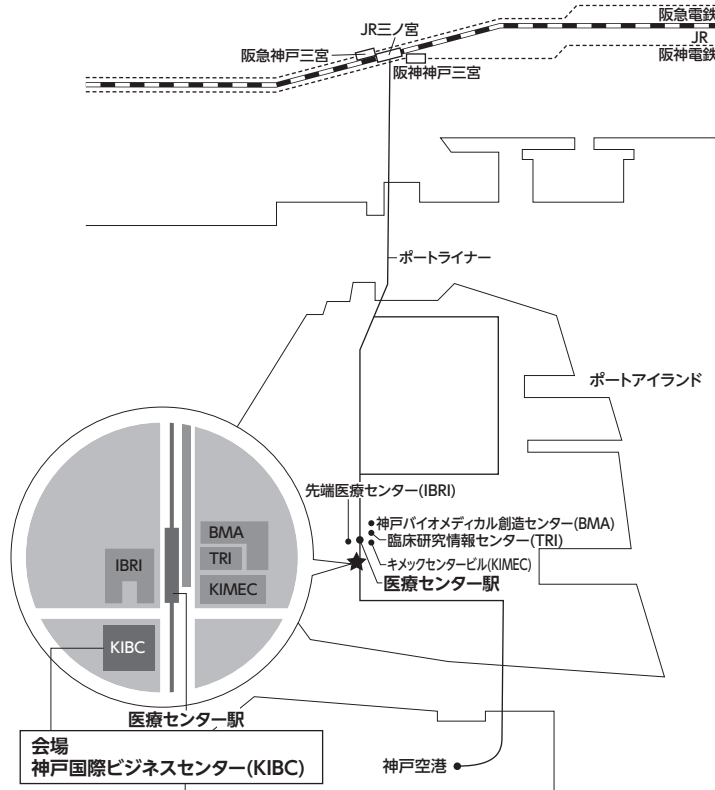 阪急電鉄
JR三ノ宮
JR
阪急神戸三宮
阪神電鉄
阪神神戸三宮
ポートライナー
ポートアイランド
先端医療センター(IBRI)
神戸バイオメディカル創造センター(BMA)
臨床研究情報センター(TRI)
キメックセンタービル(KIMEC)
医療センター駅
BMA
IBRI
TRI
KIMEC
KIBC
医療センター駅
会場
神戸国際ビジネスセンター(KIBC)
神戸空港